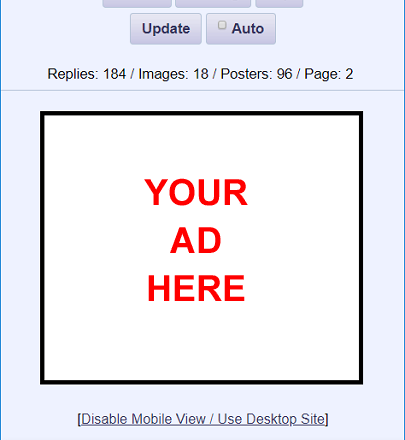 Update Auto
Replies: 184 / Images: 18 / Posters: 96 / Page: 2
YOUR
AD
HERE
[Disable Mobile View / Use Desktop Site]